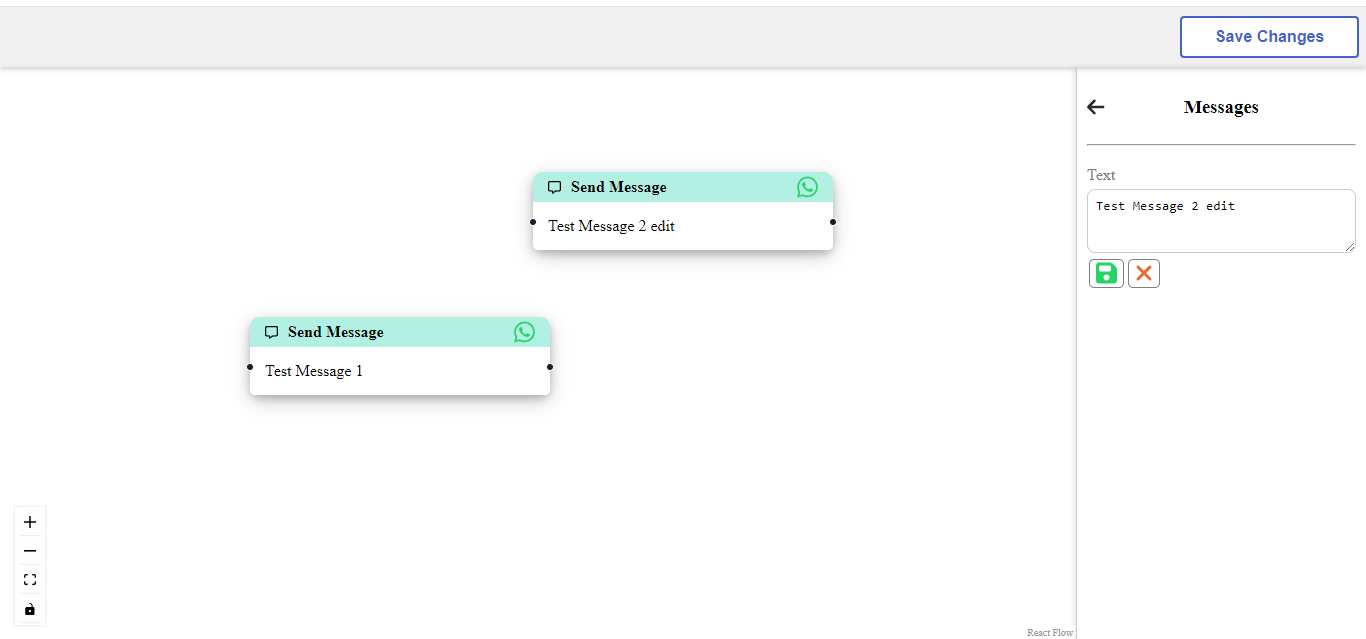 Save Changes
Messages
Text
Test Message 2 edit
Send Message
Test Message 2 edit
Send Message
Test Message 1
React Flow